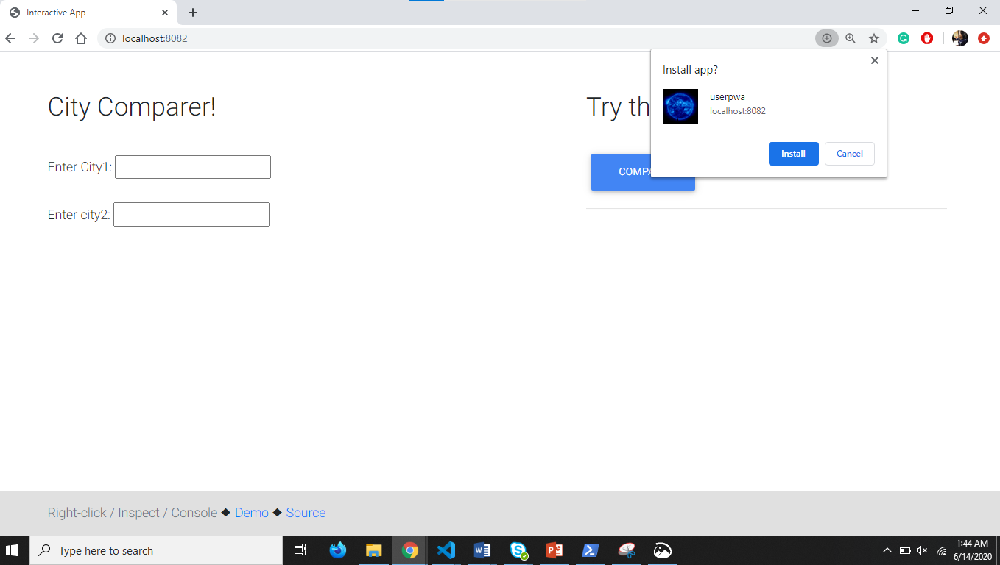 Interactive App
localhost:8082
Install app?
userpwa
localhost:8082
Install
Cancel
City Comparer!
Try th
Enter City1:
COMPA
Enter city2:
Right-click / Inspect / Console ◆ Demo ◆ Source
Type here to search
1:44 AM
6/14/2020